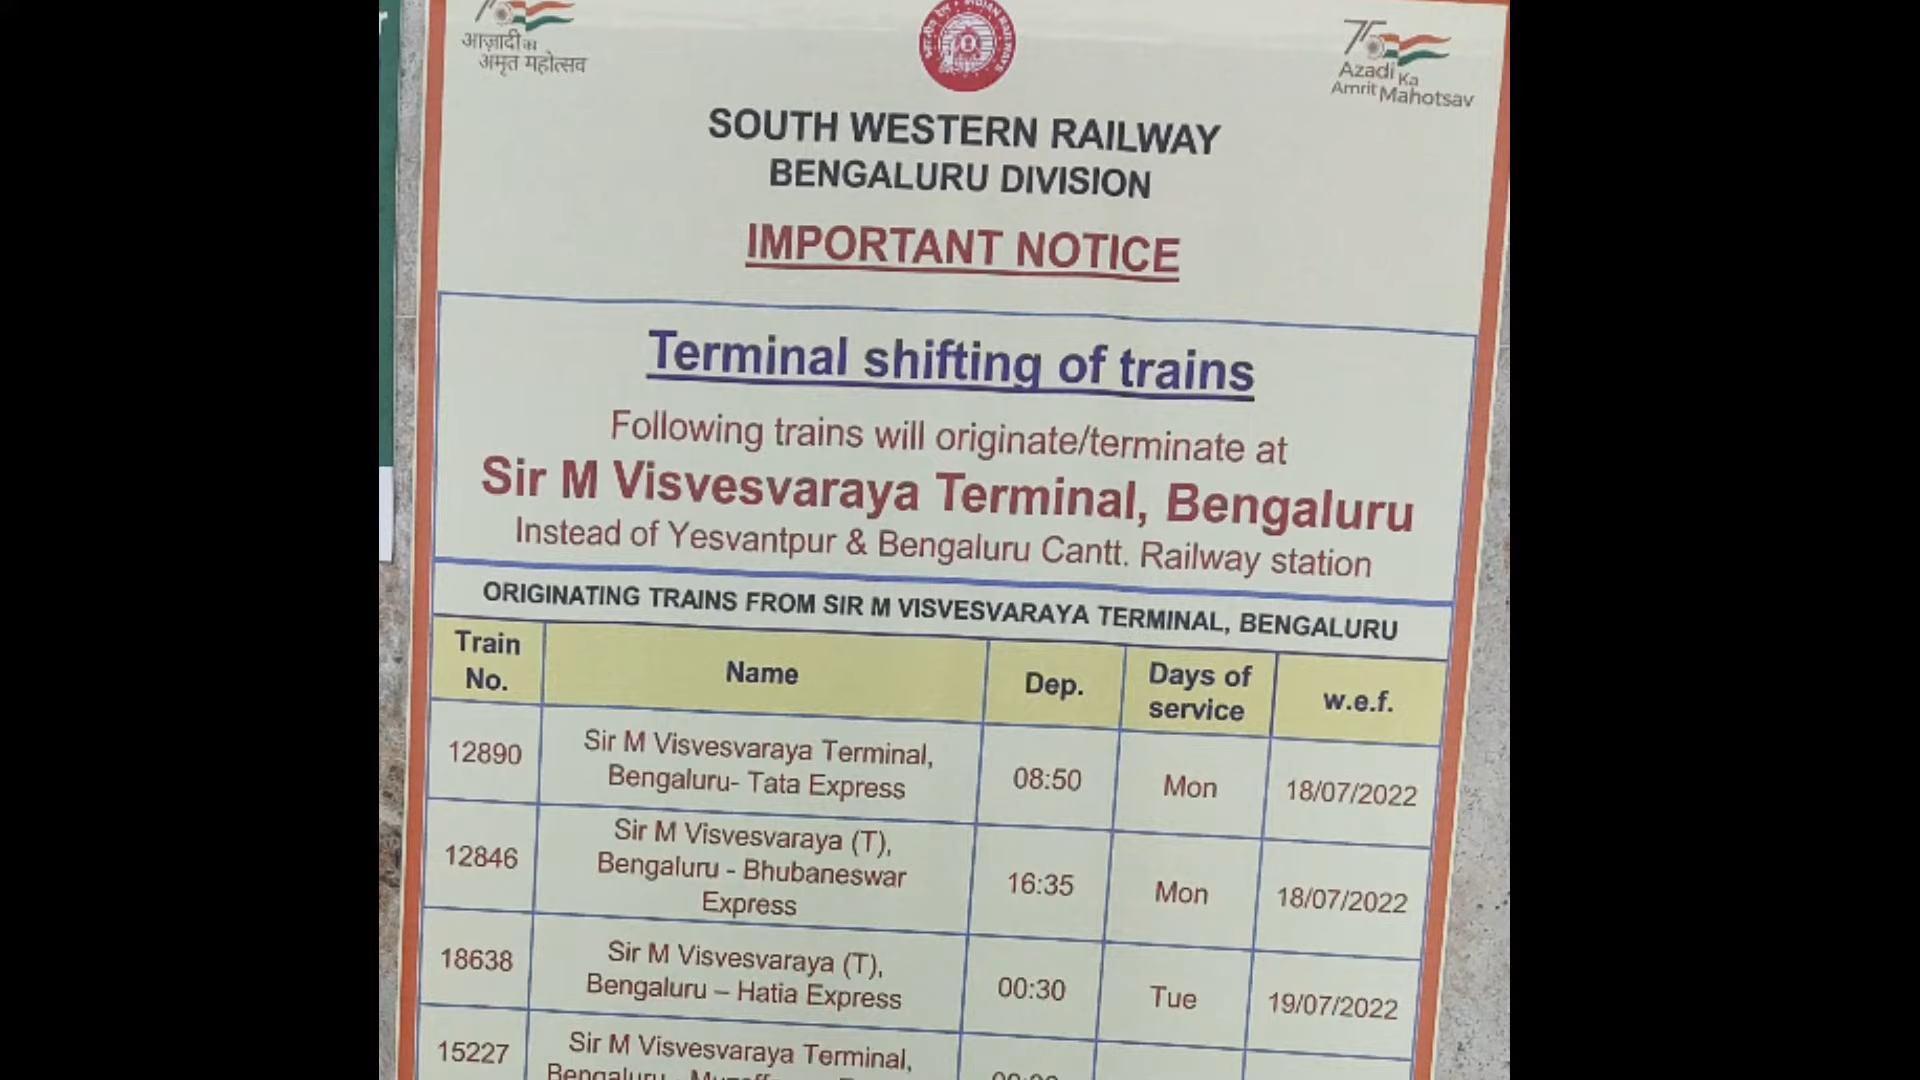 आज़ादी का
अमृत महोत्सव
INDIAN RAILWAYS
Azadi Ka
Amrit Mahotsav
SOUTH WESTERN RAILWAY
BENGALURU DIVISION
IMPORTANT NOTICE
Terminal shifting of trains
Following trains will originate/terminate at
Sir M Visvesvaraya Terminal, Bengaluru
Instead of Yesvantpur & Bengaluru Cantt. Railway station
ORIGINATING TRAINS FROM SIR M VISVESVARAYA TERMINAL, BENGALURU
Train No. Name Dep. Days of service w.e.f.
12890 Sir M Visvesvaraya Terminal, Bengaluru- Tata Express 08:50 Mon 18/07/2022
12846 Sir M Visvesvaraya (T), Bengaluru - Bhubaneswar Express 16:35 Mon 18/07/2022
18638 Sir M Visvesvaraya (T), Bengaluru – Hatia Express 00:30 Tue 19/07/2022
15227 Sir M Visvesvaraya Terminal,
Bengaluru -